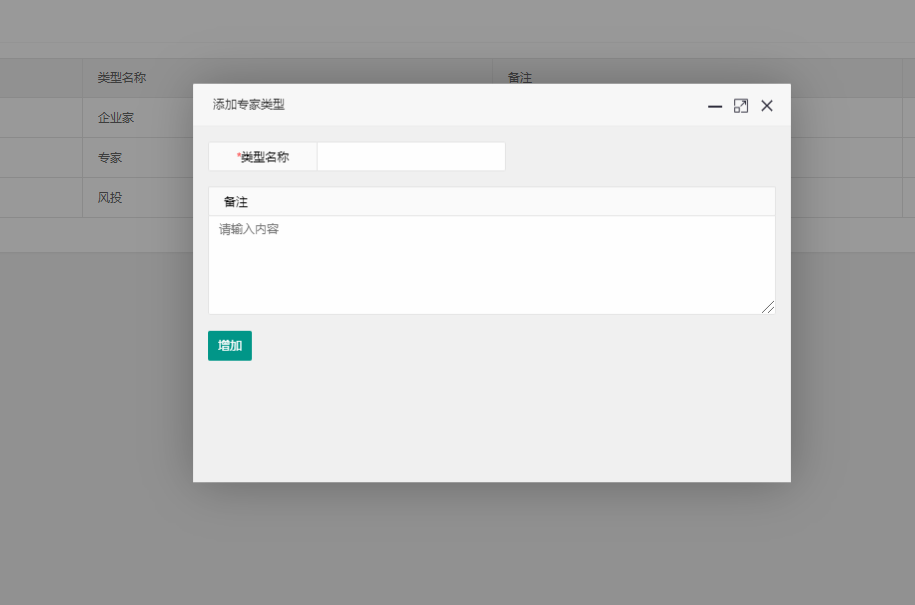 类型名称 备注
企业家
专家
风投
添加专家类型
*类型名称
备注
请输入内容
增加